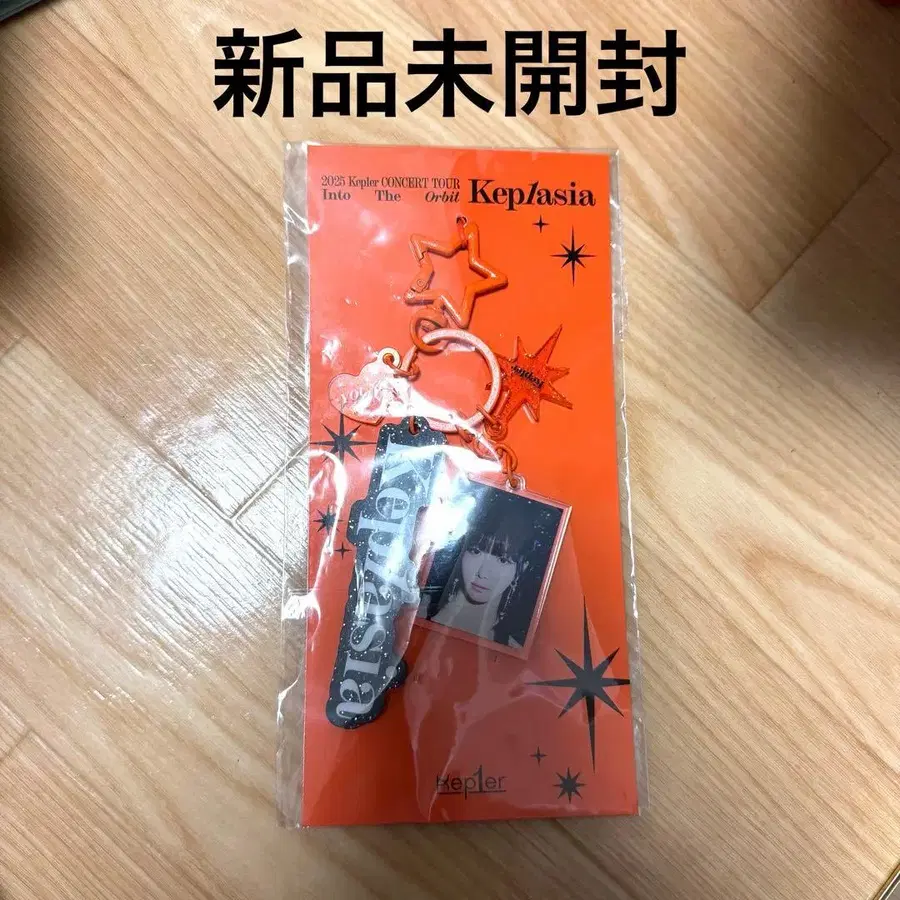 新品未開封
2025 Kep1er CONCERT TOUR
Into The Orbit Kep1asia
Kep1asia
Kep1er